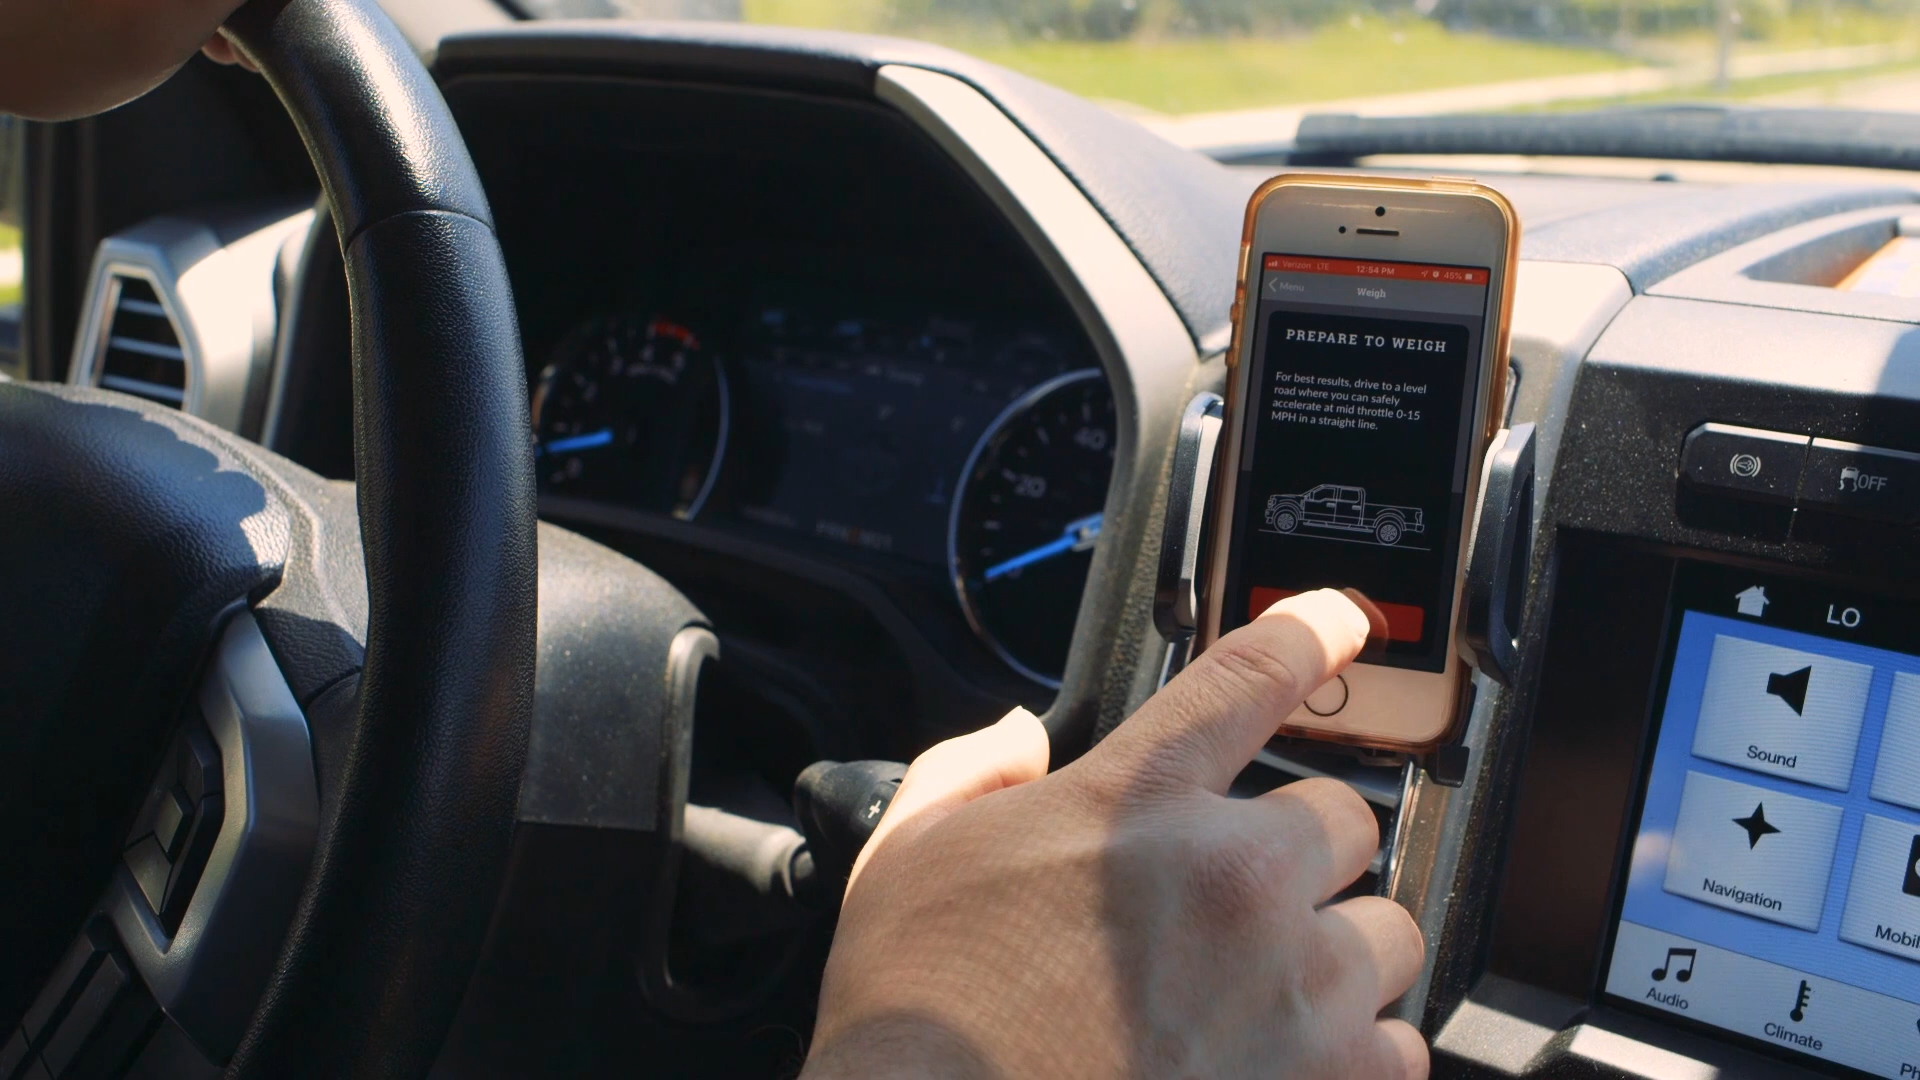 Verizon LTE 12:54 PM 45%
Menu Weigh
PREPARE TO WEIGH
For best results, drive to a level
road where you can safely
accelerate at mid throttle 0-15
MPH in a straight line.
20
40
OFF
LO
Sound
Navigation
Audio
Climate